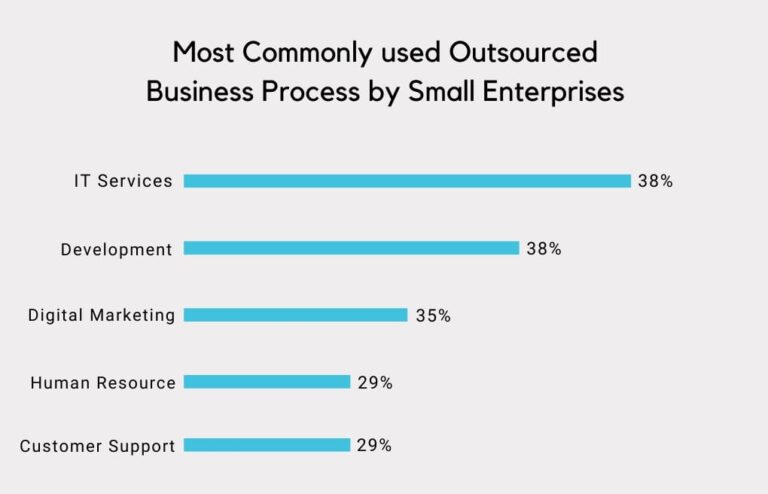 Most Commonly used Outsourced
Business Process by Small Enterprises
IT Services 38%
Development 38%
Digital Marketing 35%
Human Resource 29%
Customer Support 29%